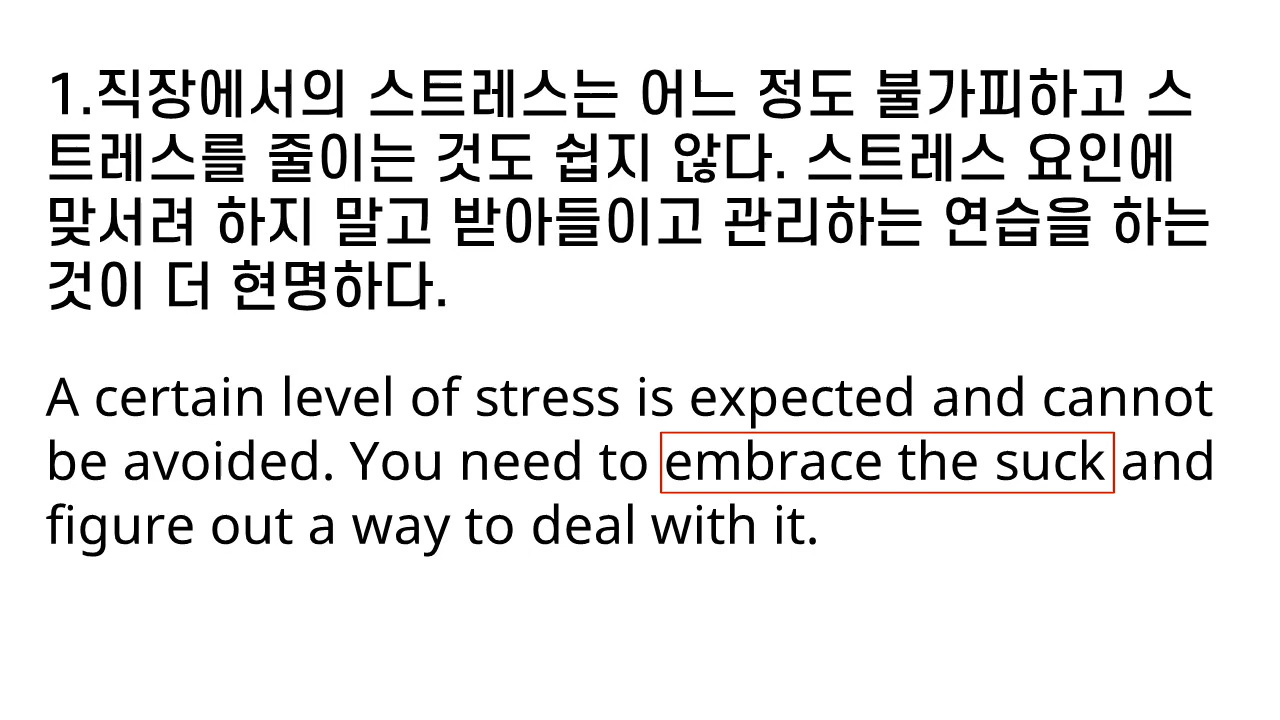 1.직장에서의 스트레스는 어느 정도 불가피하고 스
트레스를 줄이는 것도 쉽지 않다. 스트레스 요인에
맞서려 하지 말고 받아들이고 관리하는 연습을 하는
것이 더 현명하다.
A certain level of stress is expected and cannot
be avoided. You need to embrace the suck and
figure out a way to deal with it.